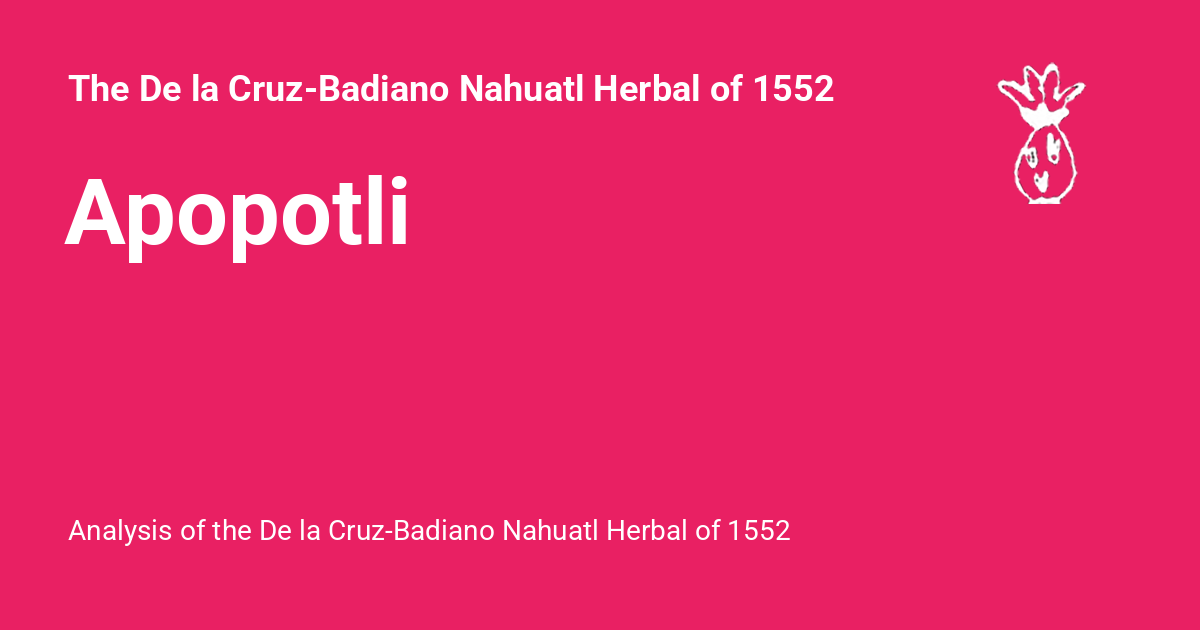 The De la Cruz-Badiano Nahuatl Herbal of 1552
Apopotli
Analysis of the De la Cruz-Badiano Nahuatl Herbal of 1552